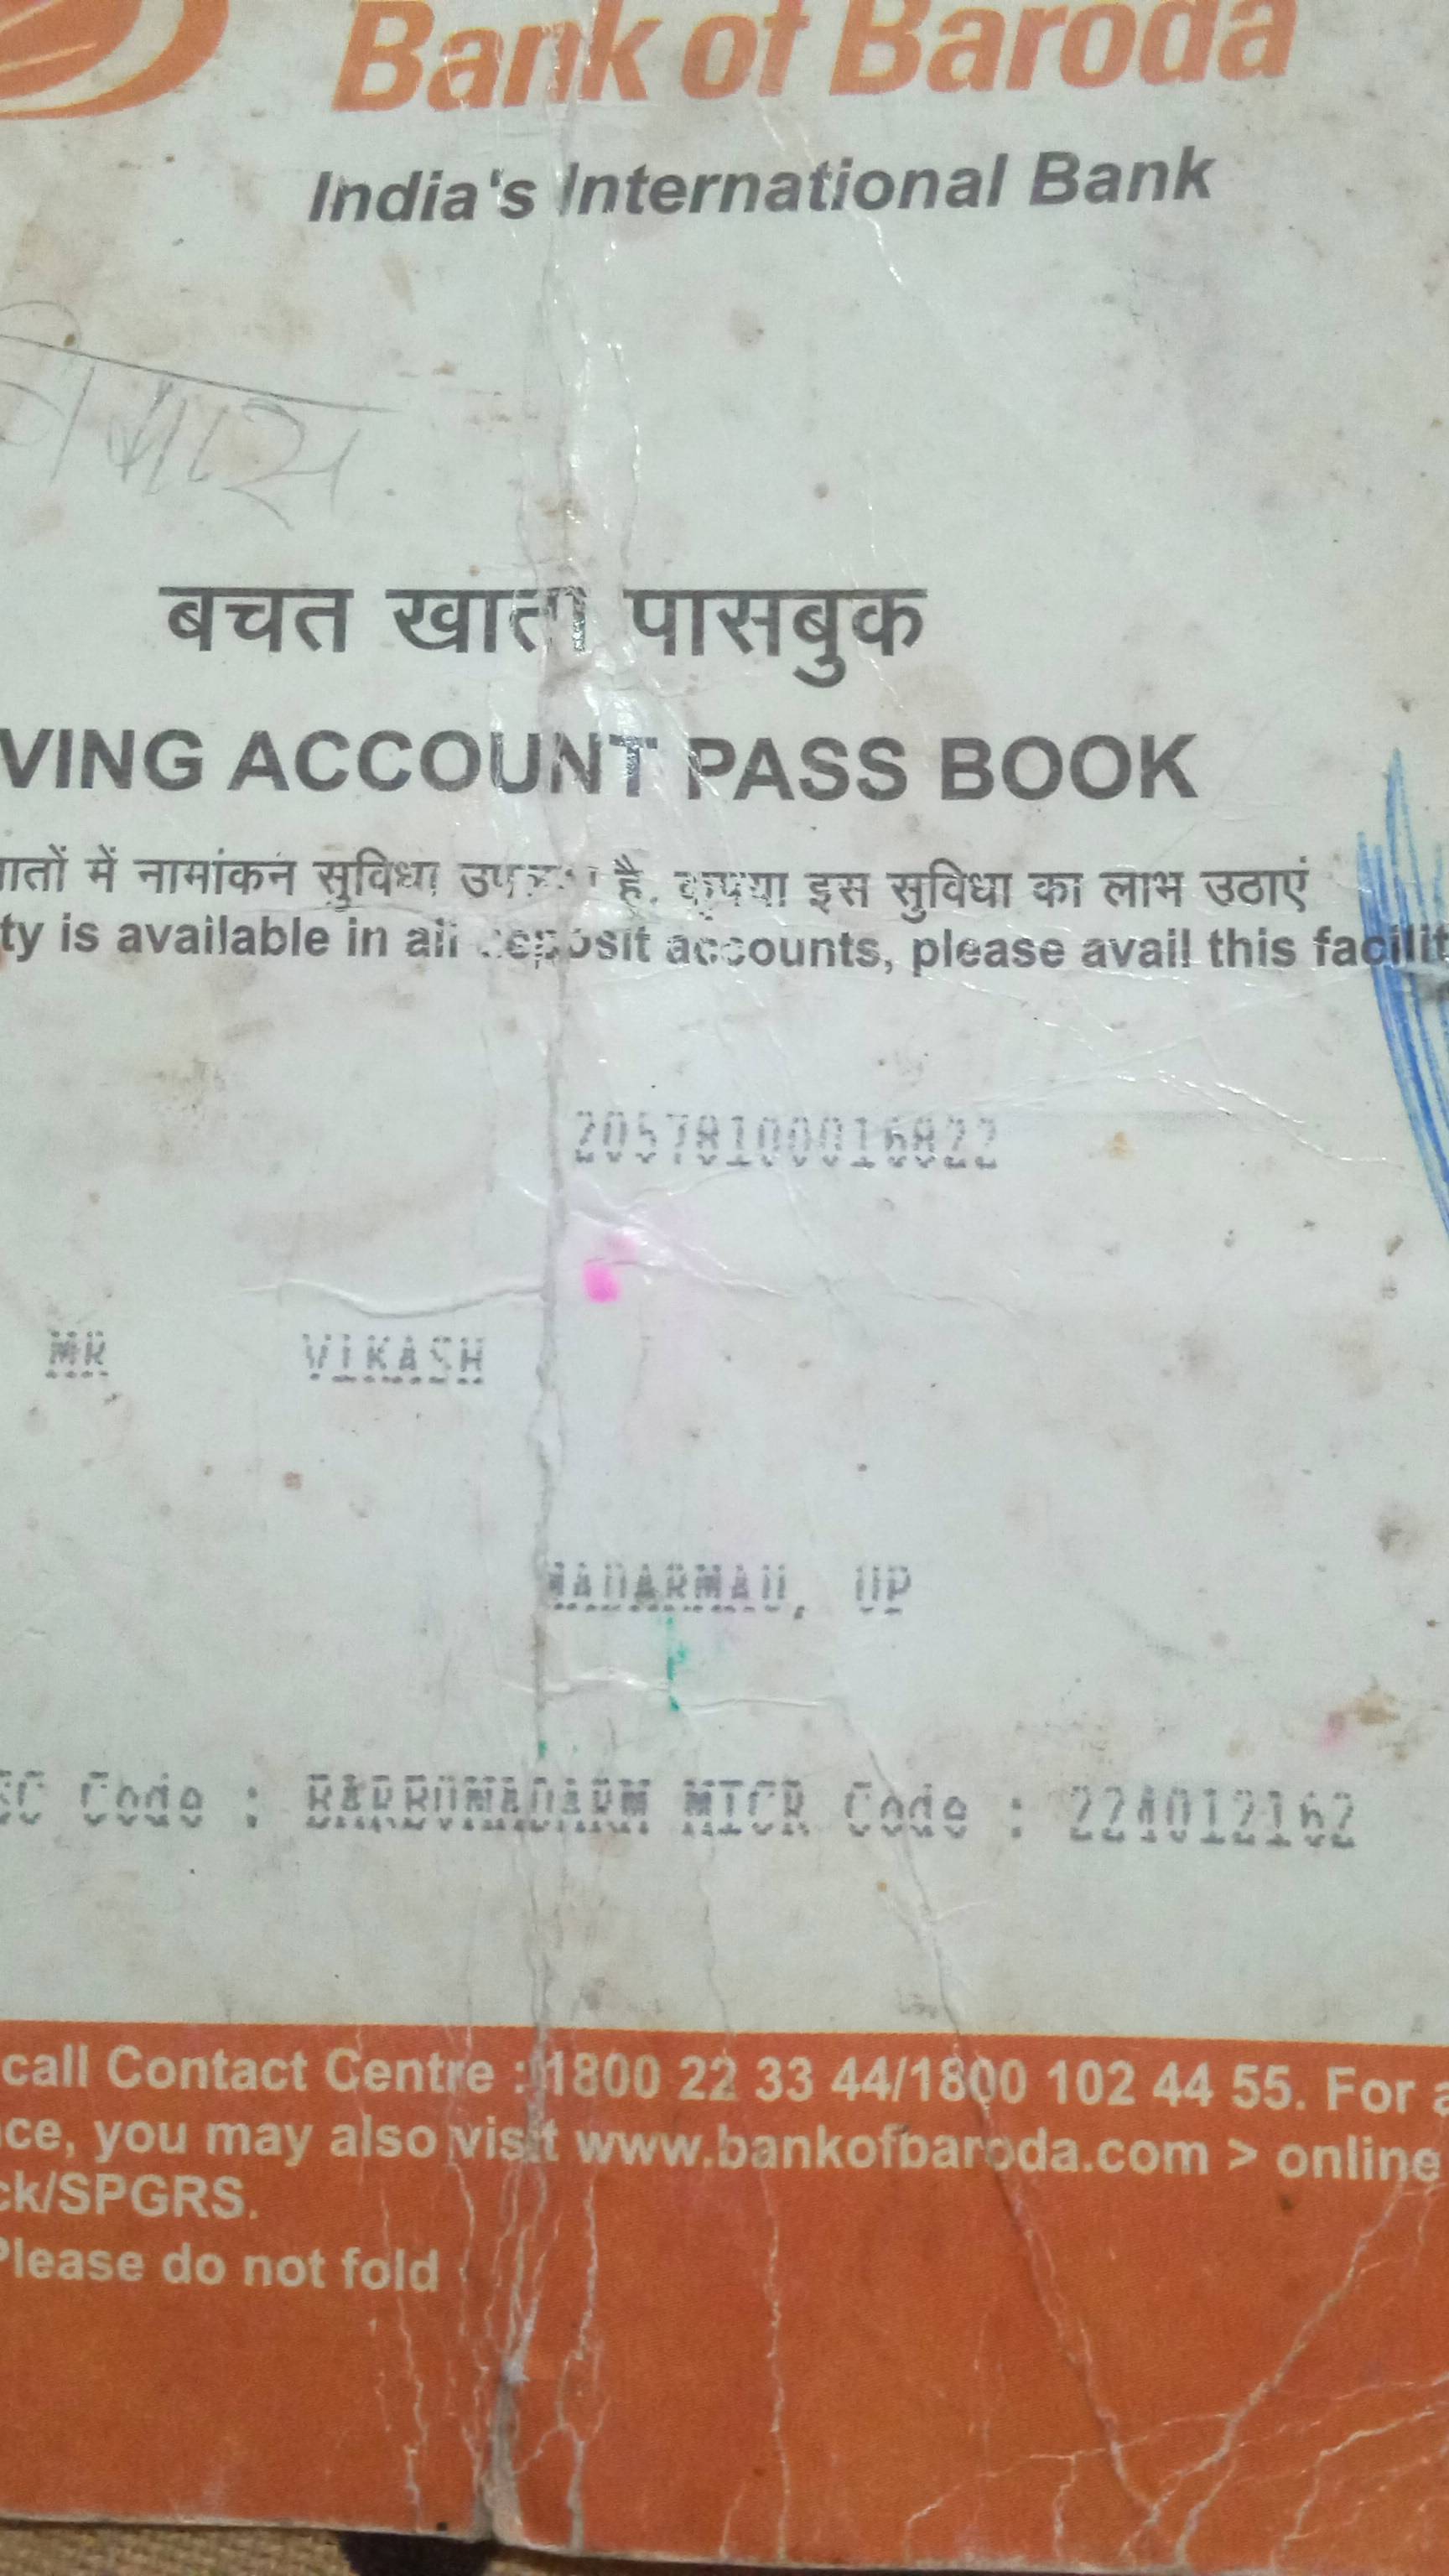 Bank of Baroda
India's International Bank
बचत खाता पासबुक
VING ACCOUNT PASS BOOK
ातों में नामांकन सुविधा उपलब्ध है. कृपया इस सुविधा का लाभ उठाएं
ty is available in all deposit accounts, please avail this facilit
20578100016822
MR VIKASH
MADARMAU, UP
SC Code : BARB0MADARM MICR Code : 224012162
call Contact Centre : 1800 22 33 44/1800 102 44 55. For a
ce, you may also visit www.bankofbaroda.com > online
ck/SPGRS.
Please do not fold